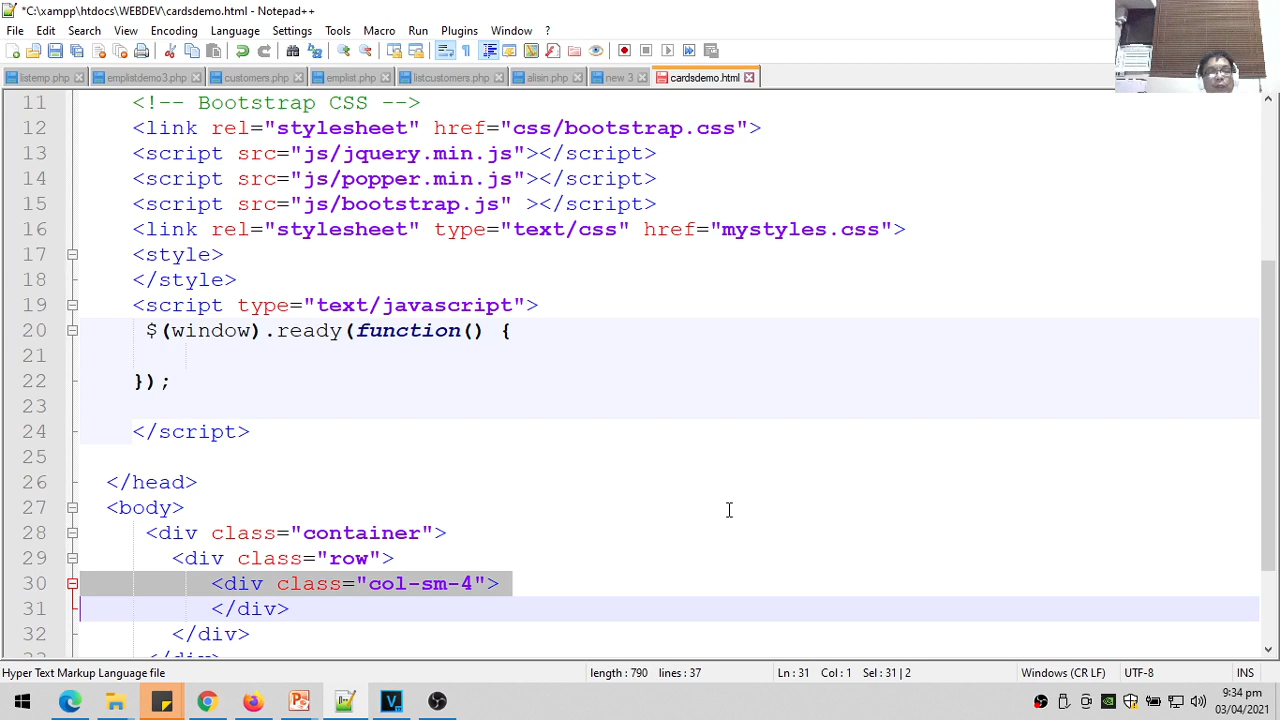 *C:\xampp\htdocs\WEBDEV\cardsdemo.html - Notepad++
File Edit Search View Encoding Language Settings Tools Macro Run Plugins Window
listemp.php emplistdemo3.php customers.php emplist.php alising.php new 3 cardsdemo.html
11 <!-- Bootstrap CSS -->
12 <link rel="stylesheet" href="css/bootstrap.css">
13 <script src="js/jquery.min.js"></script>
14 <script src="js/popper.min.js"></script>
15 <script src="js/bootstrap.js" ></script>
16 <link rel="stylesheet" type="text/css" href="mystyles.css">
17 <style>
18 </style>
19 <script type="text/javascript">
20 $(window).ready(function() {
21
22 });
23
24 </script>
25
26 </head>
27 <body>
28 <div class="container">
29 <div class="row">
30 <div class="col-sm-4">
31 </div>
32 </div>
33 </div>
Hyper Text Markup Language file length : 790 lines : 37 Ln : 31 Col : 1 Sel : 31 | 2 Windows (CR LF) UTF-8 INS
9:34 pm
03/04/2021